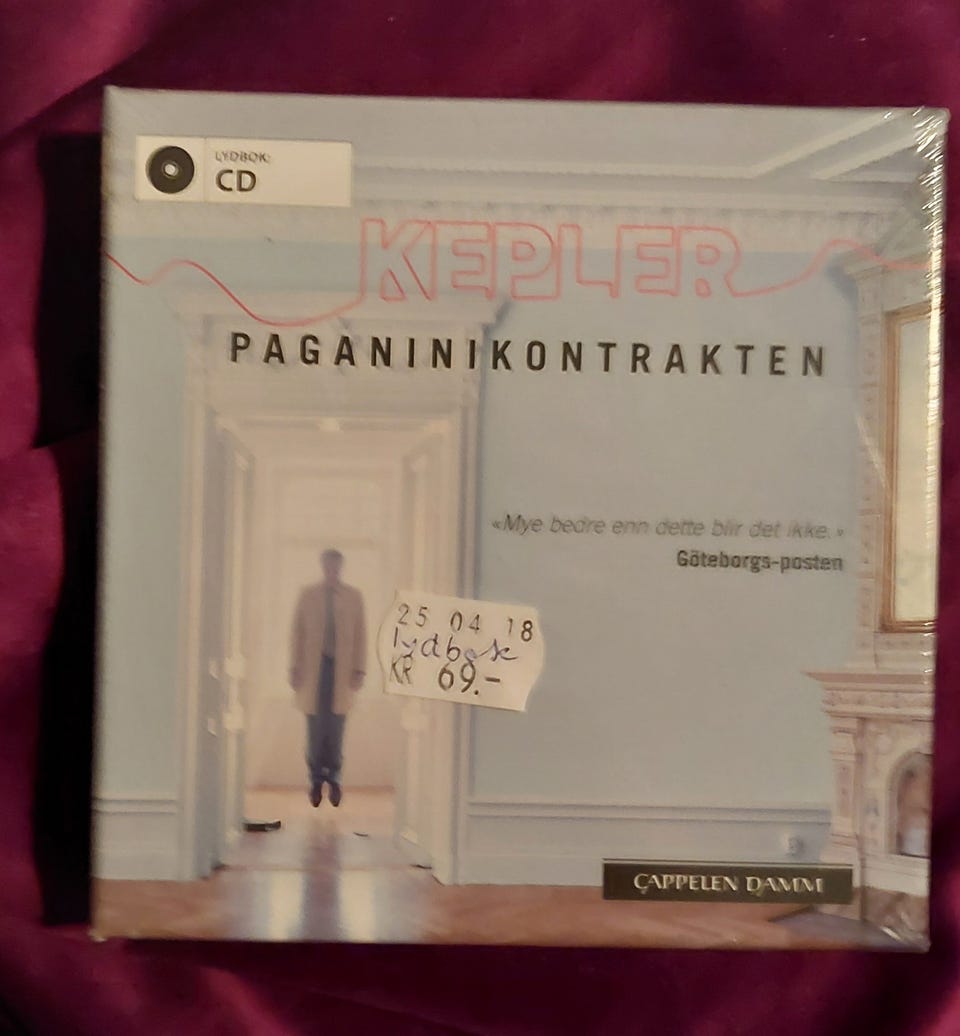 LYDBOK:
CD
KEPLER
PAGANINIKONTRAKTEN
«Mye bedre enn dette blir det ikke.»
Göteborgs-posten
25 04 18
lydbok
KR 69.-
CAPPELEN DAMM